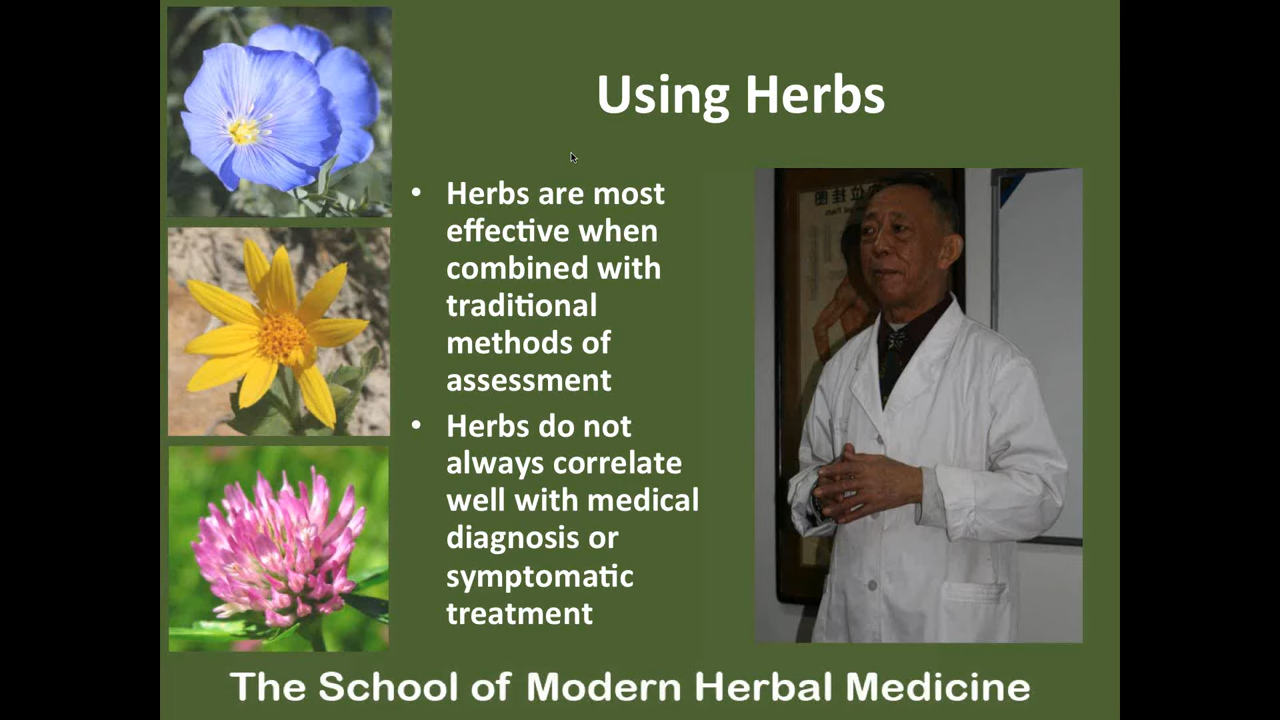 Using Herbs
• Herbs are most
effective when
combined with
traditional
methods of
assessment
• Herbs do not
always correlate
well with medical
diagnosis or
symptomatic
treatment
The School of Modern Herbal Medicine